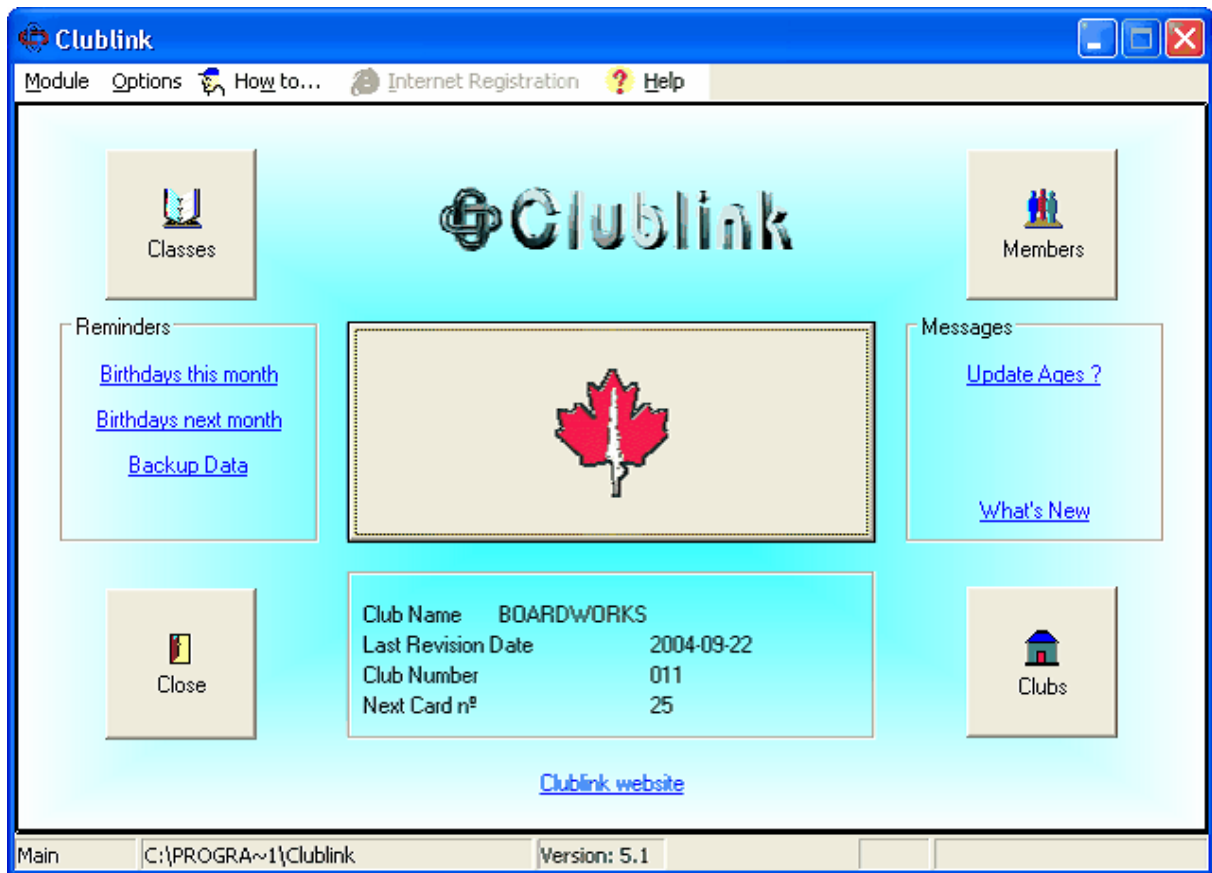 Clublink
Module Options How to... Internet Registration ? Help
Clublink
Classes
Members
Reminders
Birthdays this month
Birthdays next month
Backup Data
Messages
Update Ages ?
What's New
Close
Club Name BOARDWORKS
Last Revision Date 2004-09-22
Club Number 011
Next Card nº 25
Clubs
Clublink website
Main C:\PROGRA~1\Clublink Version: 5.1